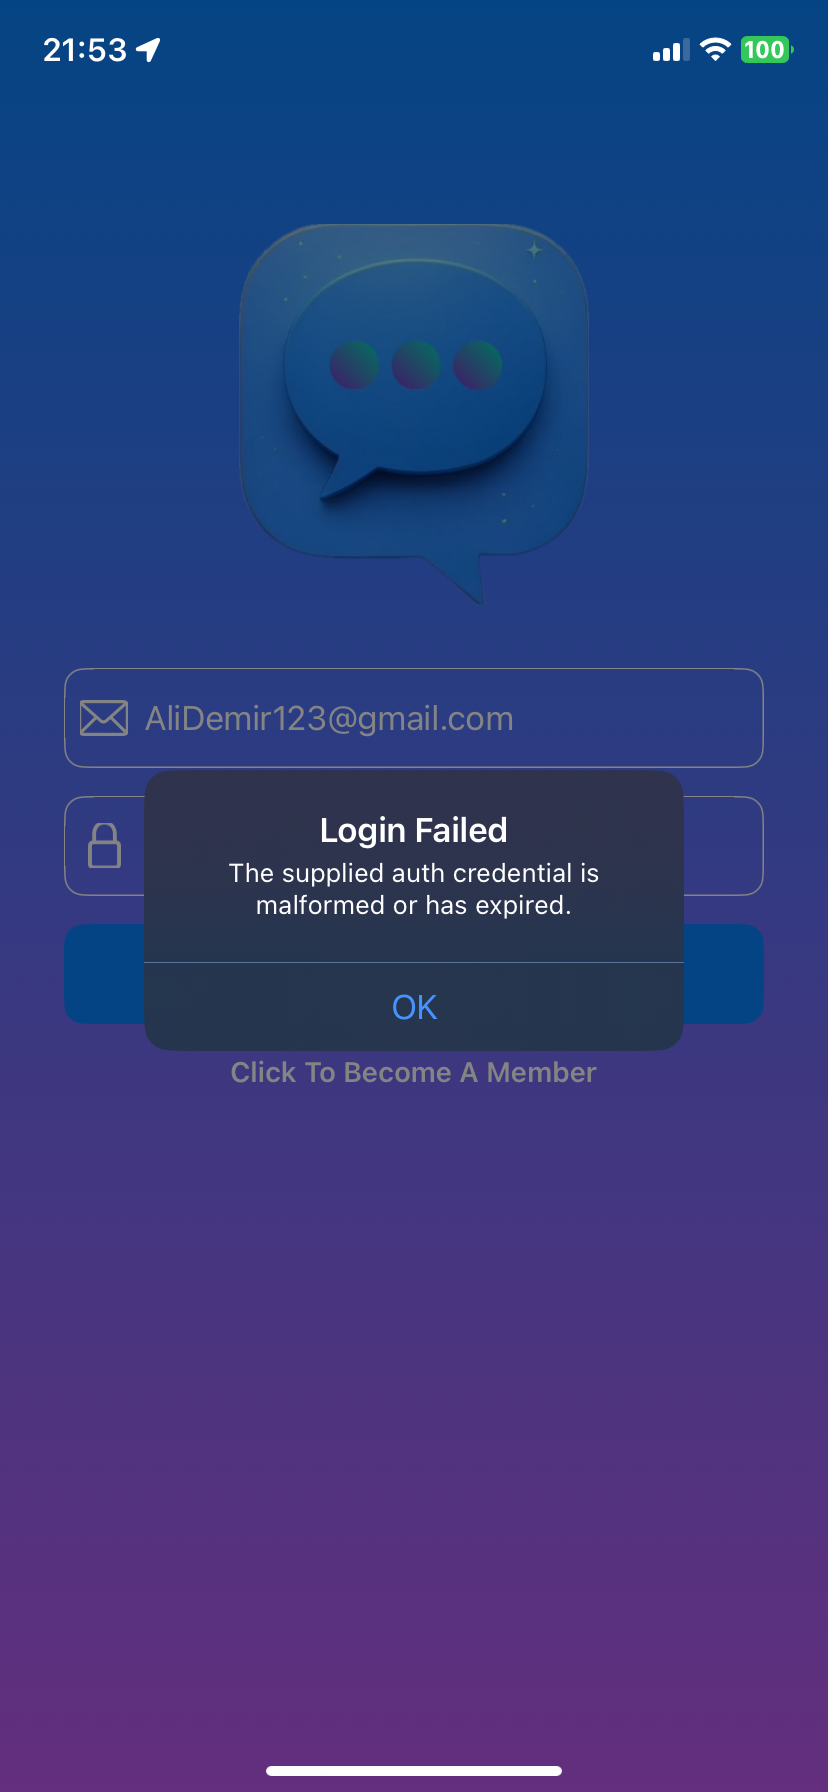 21:53
100
AliDemir123@gmail.com
Login Failed
The supplied auth credential is
malformed or has expired.
OK
Click To Become A Member